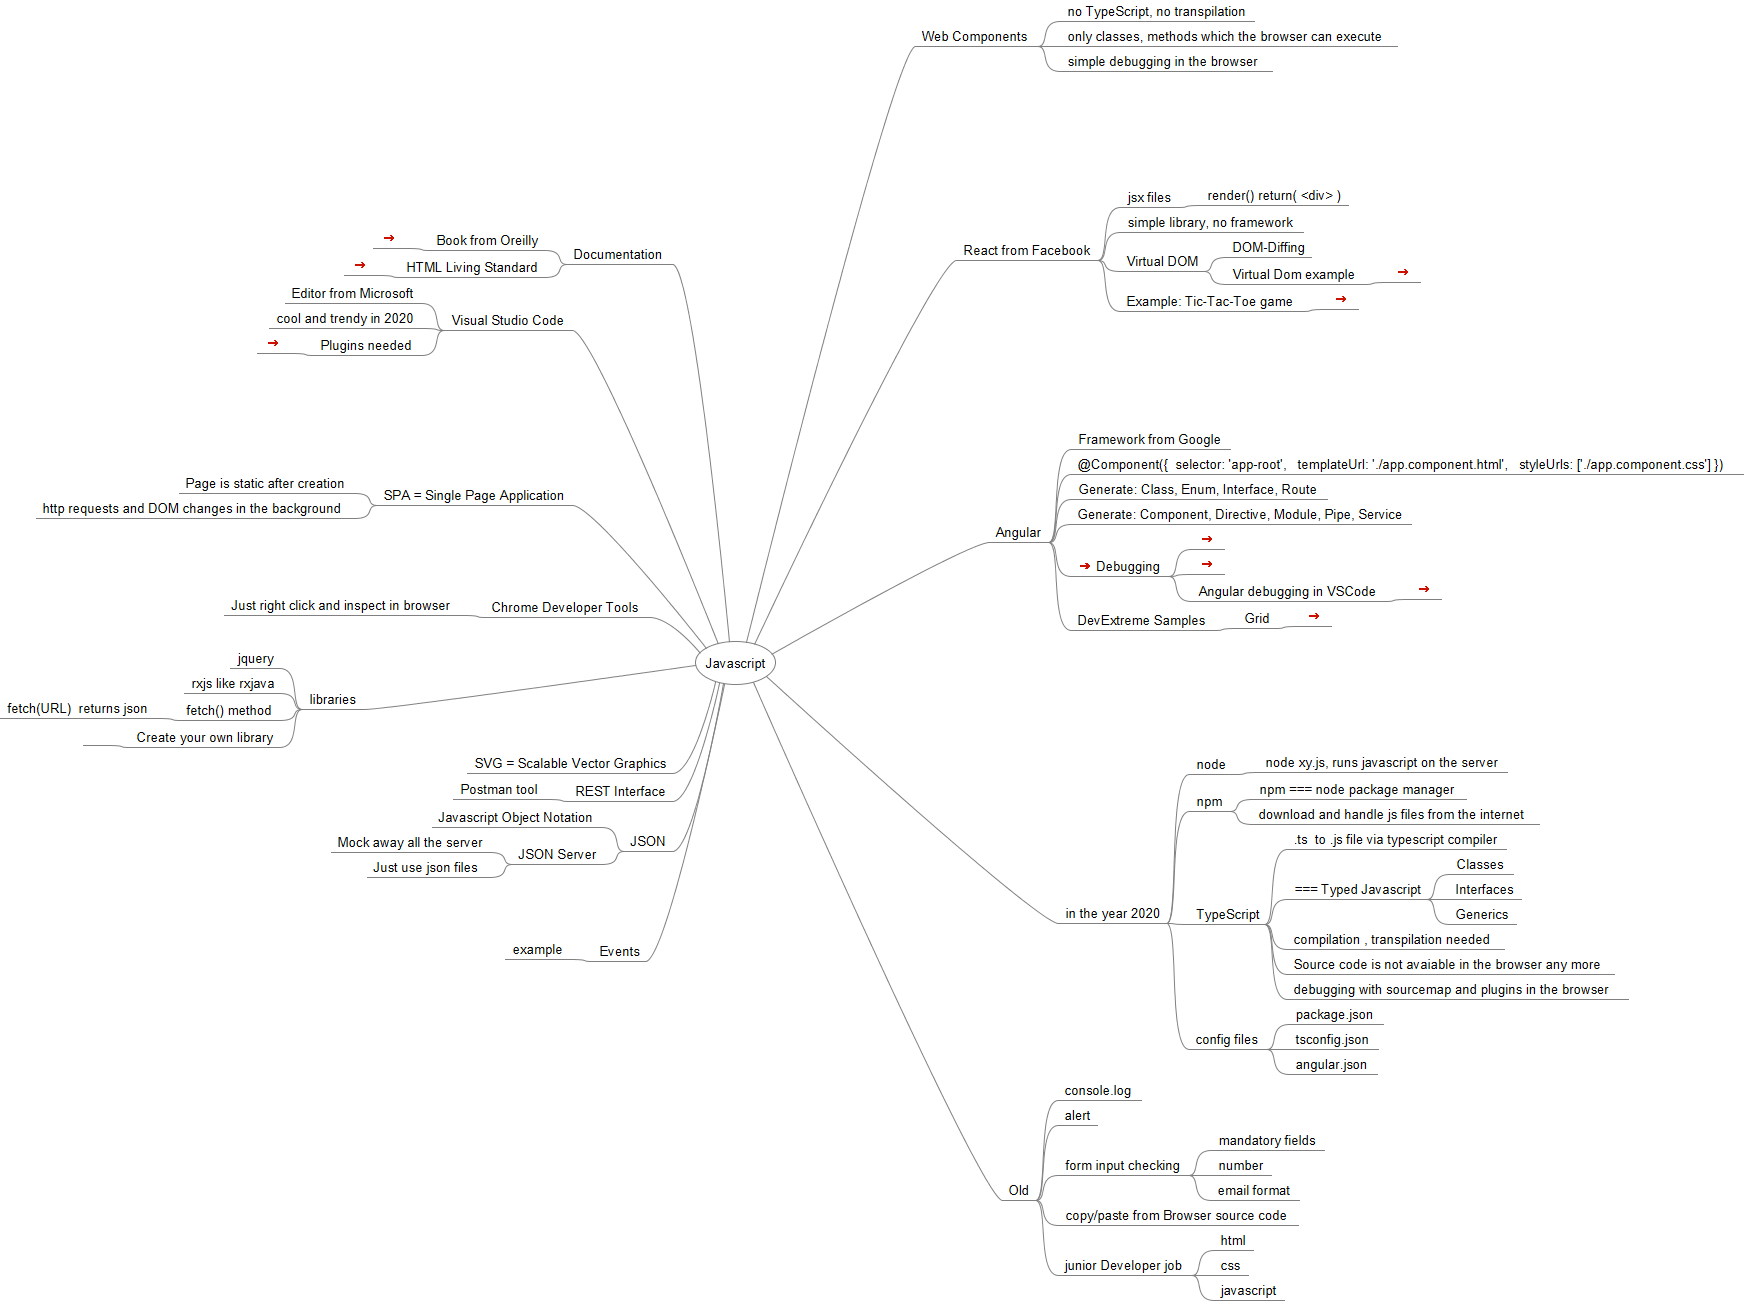 Javascript
Web Components
no TypeScript, no transpilation
only classes, methods which the browser can execute
simple debugging in the browser
React from Facebook
jsx files
render() return( <div> )
simple library, no framework
Virtual DOM
DOM-Diffing
Virtual Dom example
Example: Tic-Tac-Toe game
Angular
Framework from Google
@Component({  selector: 'app-root',   templateUrl: './app.component.html',   styleUrls: ['./app.component.css'] })
Generate: Class, Enum, Interface, Route
Generate: Component, Directive, Module, Pipe, Service
Debugging
Angular debugging in VSCode
DevExtreme Samples
Grid
in the year 2020
node
node xy.js, runs javascript on the server
npm
npm === node package manager
download and handle js files from the internet
TypeScript
.ts  to .js file via typescript compiler
=== Typed Javascript
Classes
Interfaces
Generics
compilation , transpilation needed
Source code is not avaiable in the browser any more
debugging with sourcemap and plugins in the browser
config files
package.json
tsconfig.json
angular.json
Old
console.log
alert
form input checking
mandatory fields
number
email format
copy/paste from Browser source code
junior Developer job
html
css
javascript
Documentation
Book from Oreilly
HTML Living Standard
Visual Studio Code
Editor from Microsoft
cool and trendy in 2020
Plugins needed
SPA = Single Page Application
Page is static after creation
http requests and DOM changes in the background
Chrome Developer Tools
Just right click and inspect in browser
libraries
jquery
rxjs like rxjava
fetch() method
fetch(URL)  returns json
Create your own library
SVG = Scalable Vector Graphics
REST Interface
Postman tool
JSON
Javascript Object Notation
JSON Server
Mock away all the server
Just use json files
Events
example